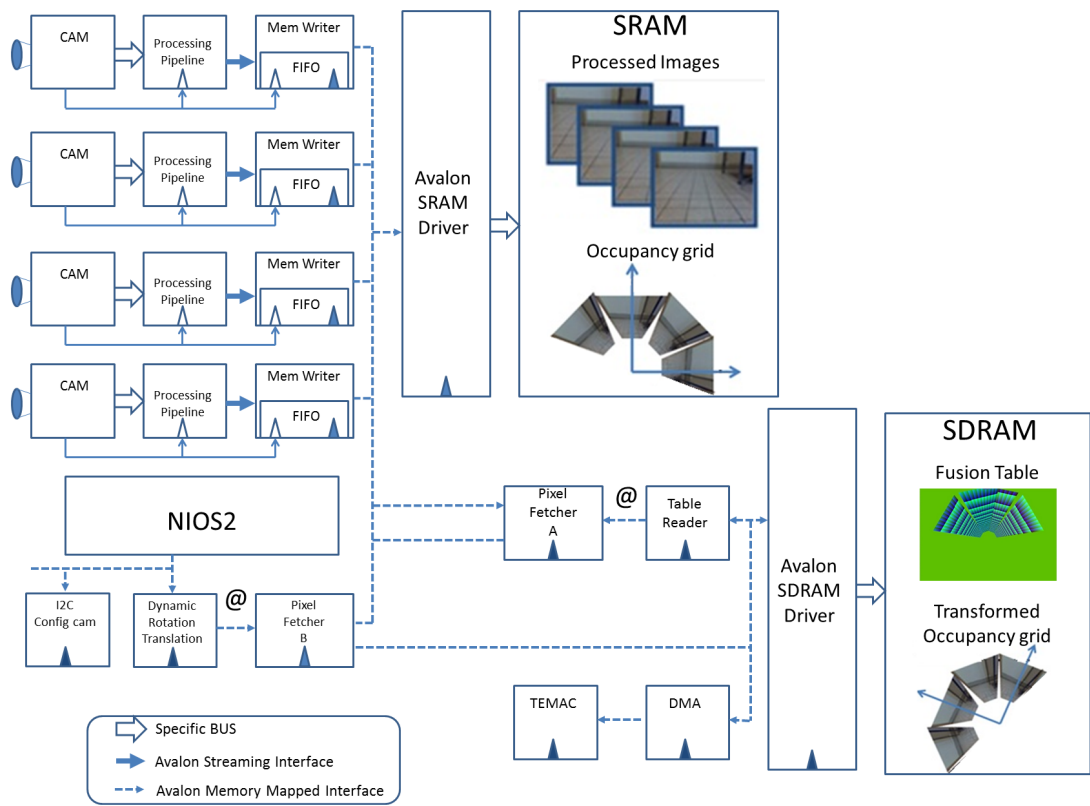 CAM
Processing
Pipeline
Mem Writer
FIFO
CAM
Processing
Pipeline
Mem Writer
FIFO
CAM
Processing
Pipeline
Mem Writer
FIFO
CAM
Processing
Pipeline
Mem Writer
FIFO
Avalon
SRAM
Driver
SRAM
Processed Images
Occupancy grid
NIOS2
I2C
Config cam
Dynamic
Rotation
Translation
@
Pixel
Fetcher
B
Pixel
Fetcher
A
@
Table
Reader
TEMAC
DMA
Avalon
SDRAM
Driver
SDRAM
Fusion Table
Transformed
Occupancy grid
Specific BUS
Avalon Streaming Interface
Avalon Memory Mapped Interface